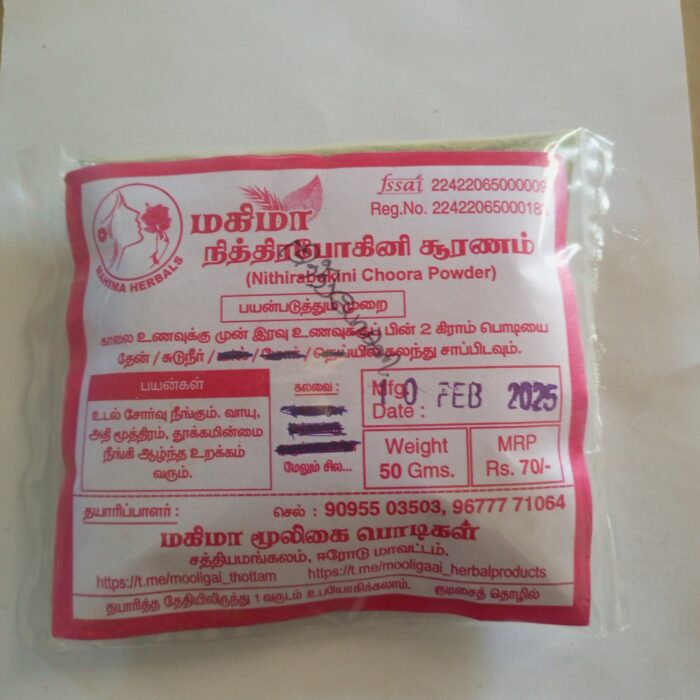 fssai 22422065000009
Reg.No. 2242206500018
MAHIMA HERBALS
மகிமா
நித்திராபோகினி சூரணம்
(Nithirabokini Choora Powder)
பயன்படுத்தும் முறை
காலை உணவுக்கு முன் இரவு உணவுக்குப் பின் 2 கிராம் பொடியை
தேன் / சுடுநீர் / நெய்யில் கலந்து சாப்பிடவும்.
பயன்கள்
உடல் சோர்வு நீங்கும். வாயு,
அதி மூத்திரம், தூக்கமின்மை
நீங்கி ஆழ்ந்த உறக்கம்
வரும்.
கலவை :
மேலும் சில...
Mfg.
Date :
10 FEB 2025
Weight
50 Gms.
MRP
Rs. 70/-
தயாரிப்பாளர் : செல் : 90955 03503, 96777 71064
மகிமா மூலிகை பொடிகள்
சத்தியமங்கலம், ஈரோடு மாவட்டம்.
https://t.me/mooligai_thottam https://t.me/mooligaai_herbalproducts
தயாரித்த தேதியிலிருந்து 1 வருடம் உபயோகிக்கலாம். குடிசைத் தொழில்